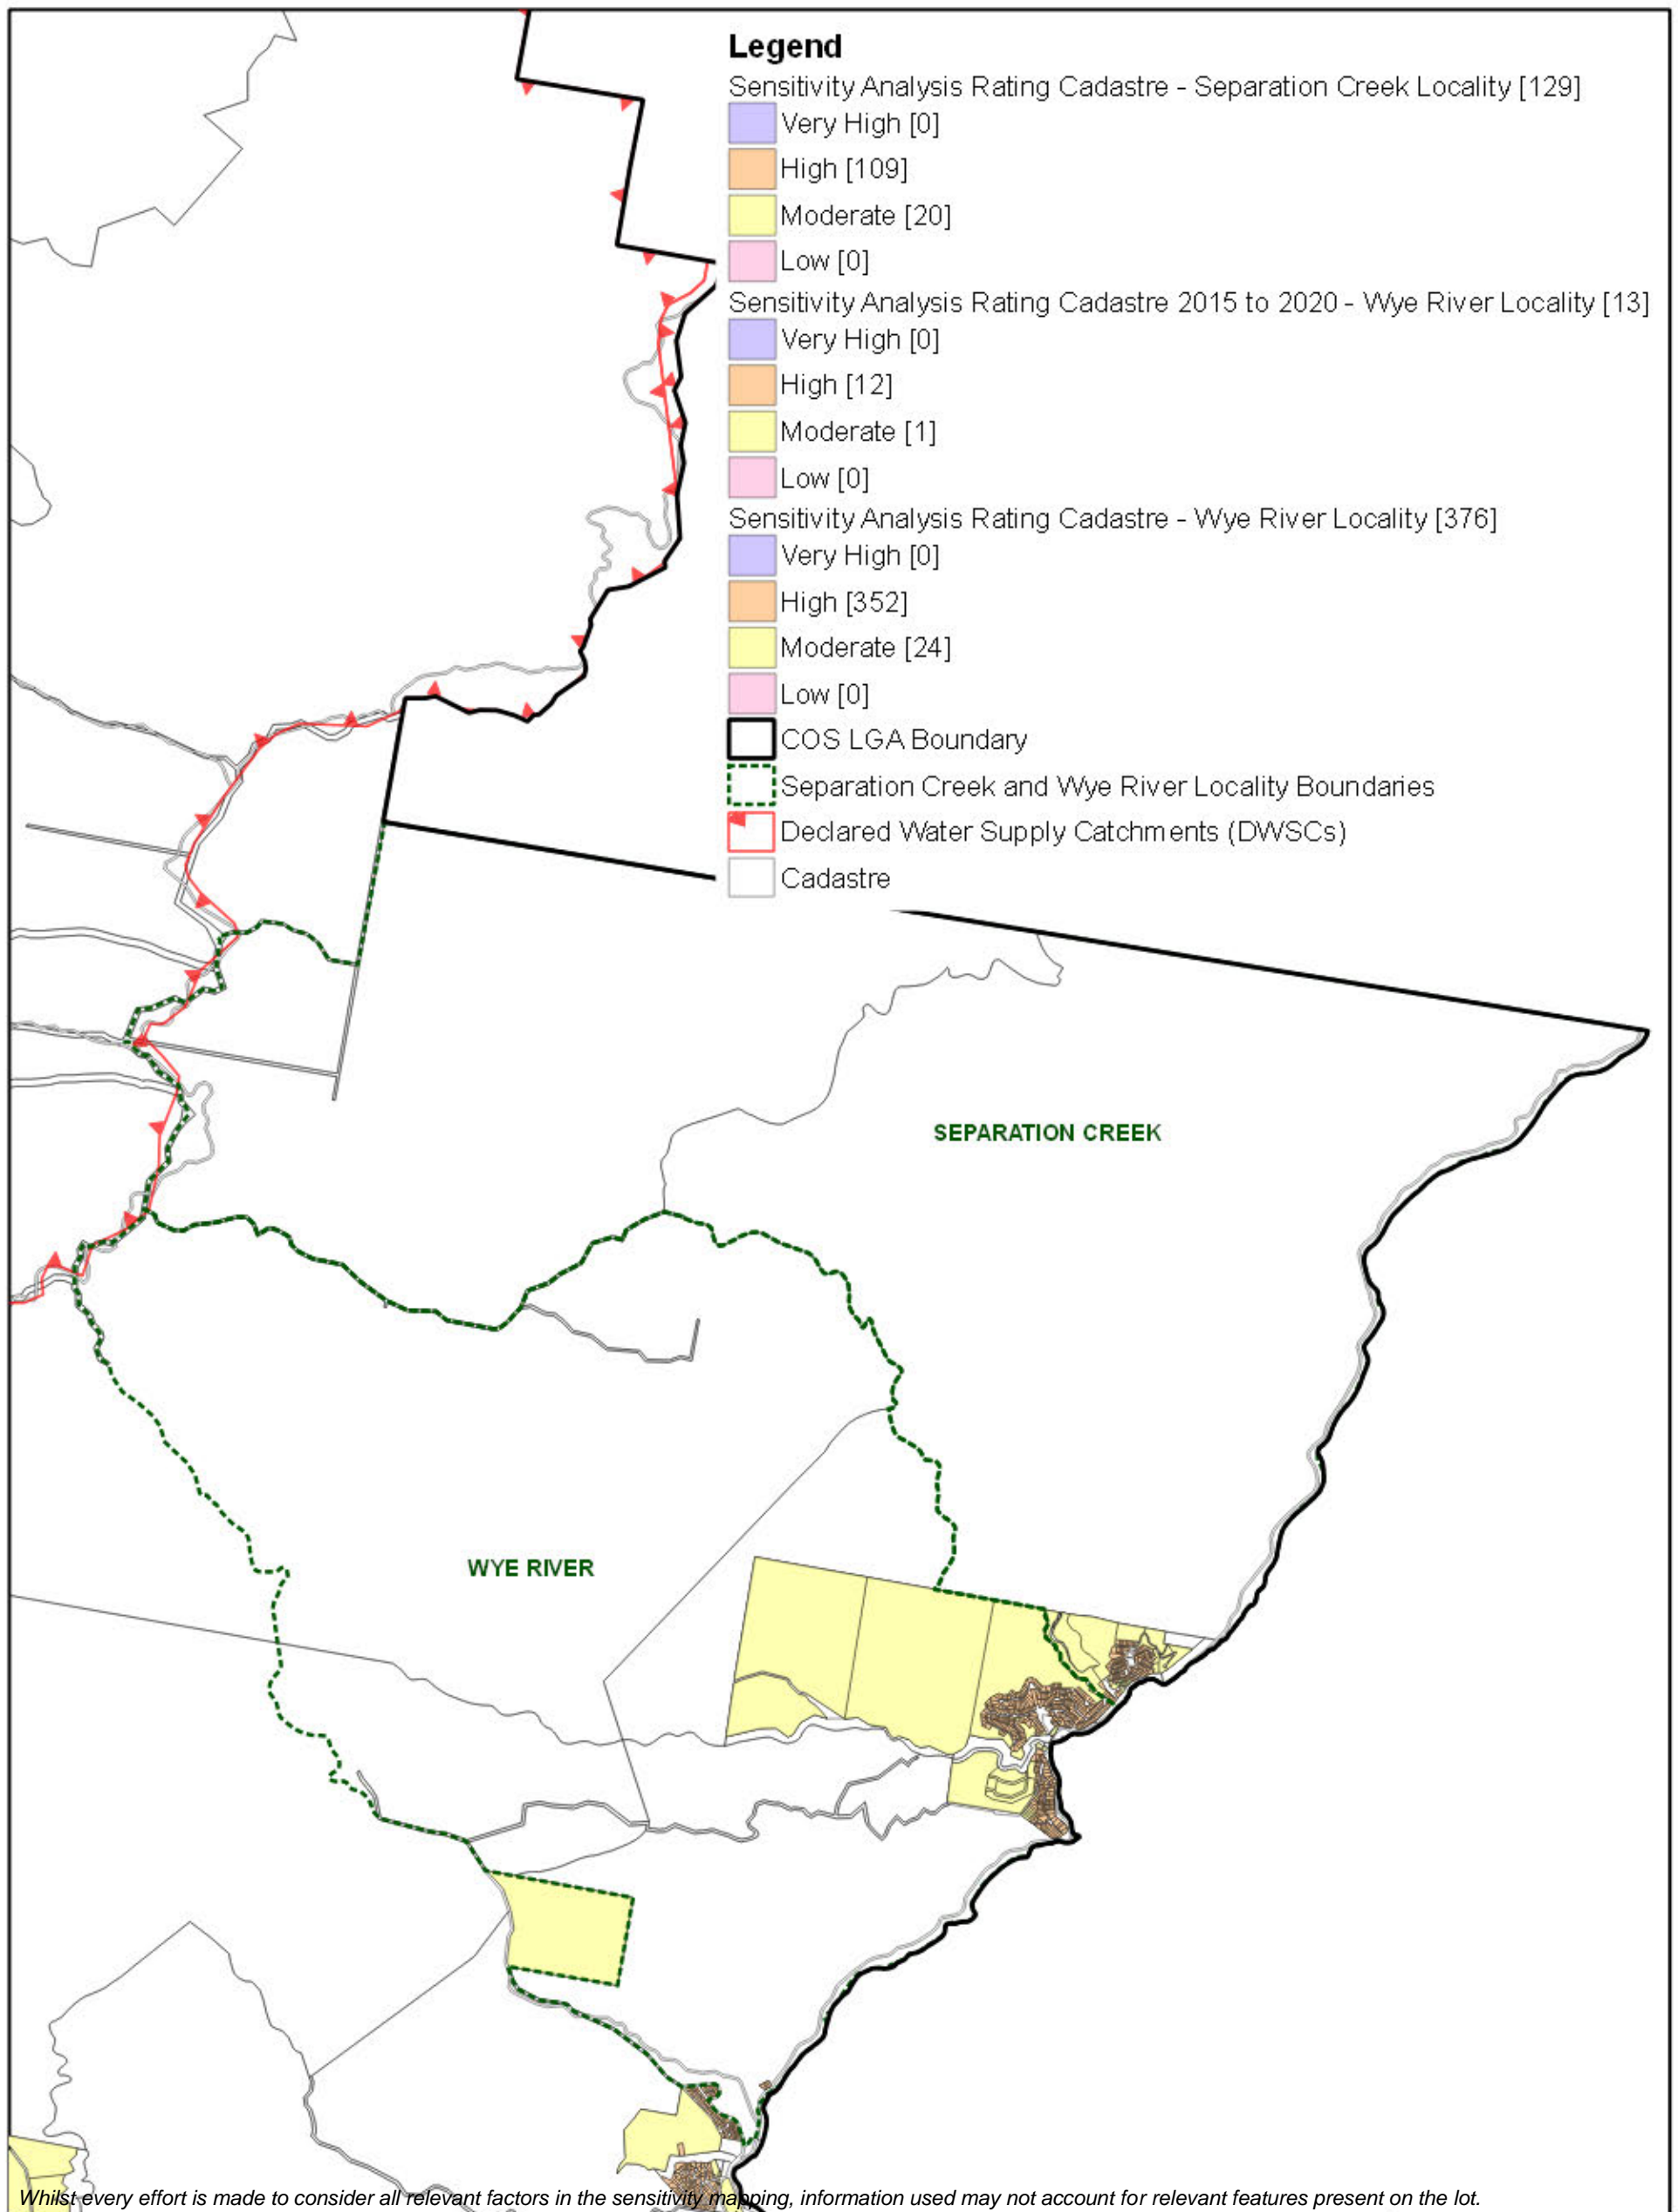 Legend
Sensitivity Analysis Rating Cadastre - Separation Creek Locality [129]
Very High [0]
High [109]
Moderate [20]
Low [0]
Sensitivity Analysis Rating Cadastre 2015 to 2020 - Wye River Locality [13]
Very High [0]
High [12]
Moderate [1]
Low [0]
Sensitivity Analysis Rating Cadastre - Wye River Locality [376]
Very High [0]
High [352]
Moderate [24]
Low [0]
COS LGA Boundary
Separation Creek and Wye River Locality Boundaries
Declared Water Supply Catchments (DWSCs)
Cadastre
SEPARATION CREEK
WYE RIVER
Whilst every effort is made to consider all relevant factors in the sensitivity mapping, information used may not account for relevant features present on the lot.